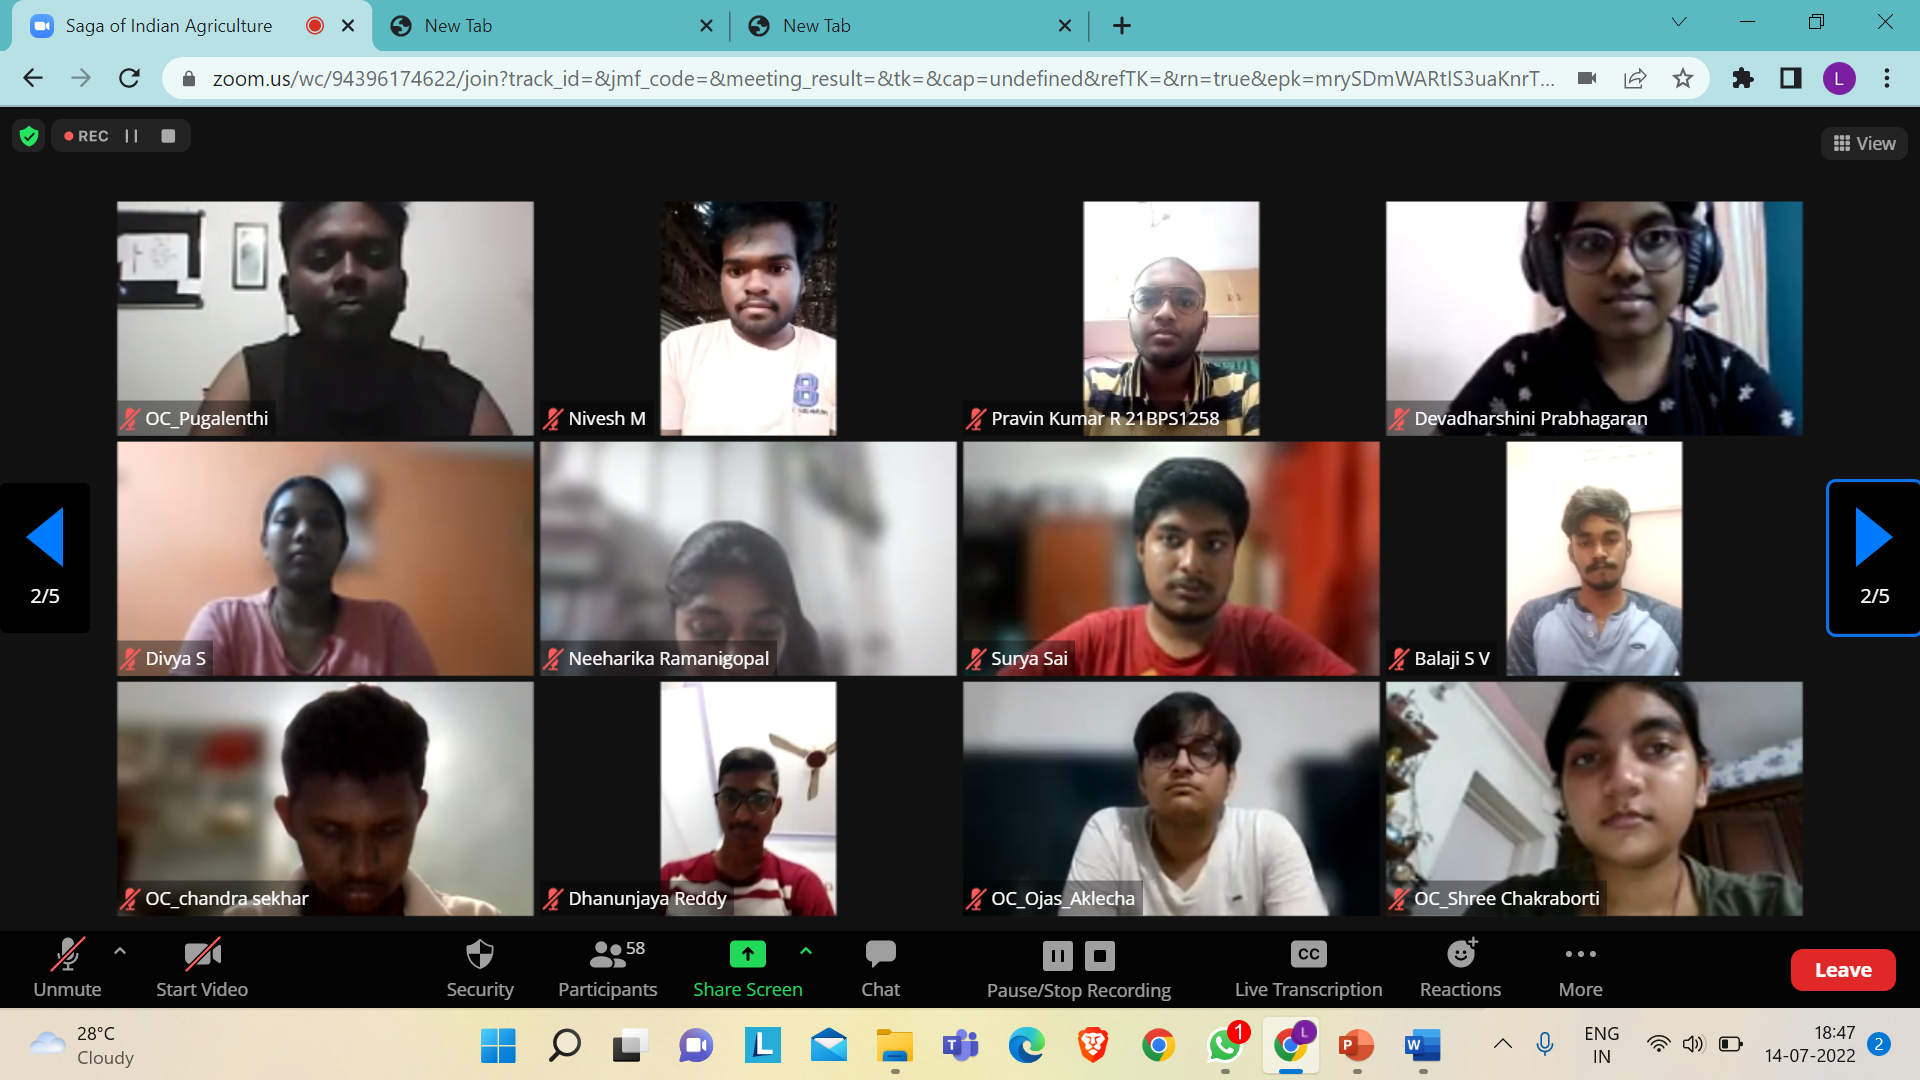 Saga of Indian Agriculture
New Tab
New Tab
zoom.us/wc/94396174622/join?track_id=&jmf_code=&meeting_result=&tk=&cap=undefined&refTK=&rn=true&epk=mrySDmWARtIS3uaKnrT...
L
REC
View
OC_Pugalenthi
Nivesh M
Pravin Kumar R 21BPS1258
Devadharshini Prabhagaran
2/5
2/5
Divya S
Neeharika Ramanigopal
Surya Sai
Balaji S V
OC_chandra sekhar
Dhanunjaya Reddy
OC_Ojas_Aklecha
OC_Shree Chakraborti
58
CC
Unmute
Start Video
Security
Participants
Share Screen
Chat
Pause/Stop Recording
Live Transcription
Reactions
More
Leave
28°C
Cloudy
L
T
1
L
P
W
ENG
IN
18:47
14-07-2022
2